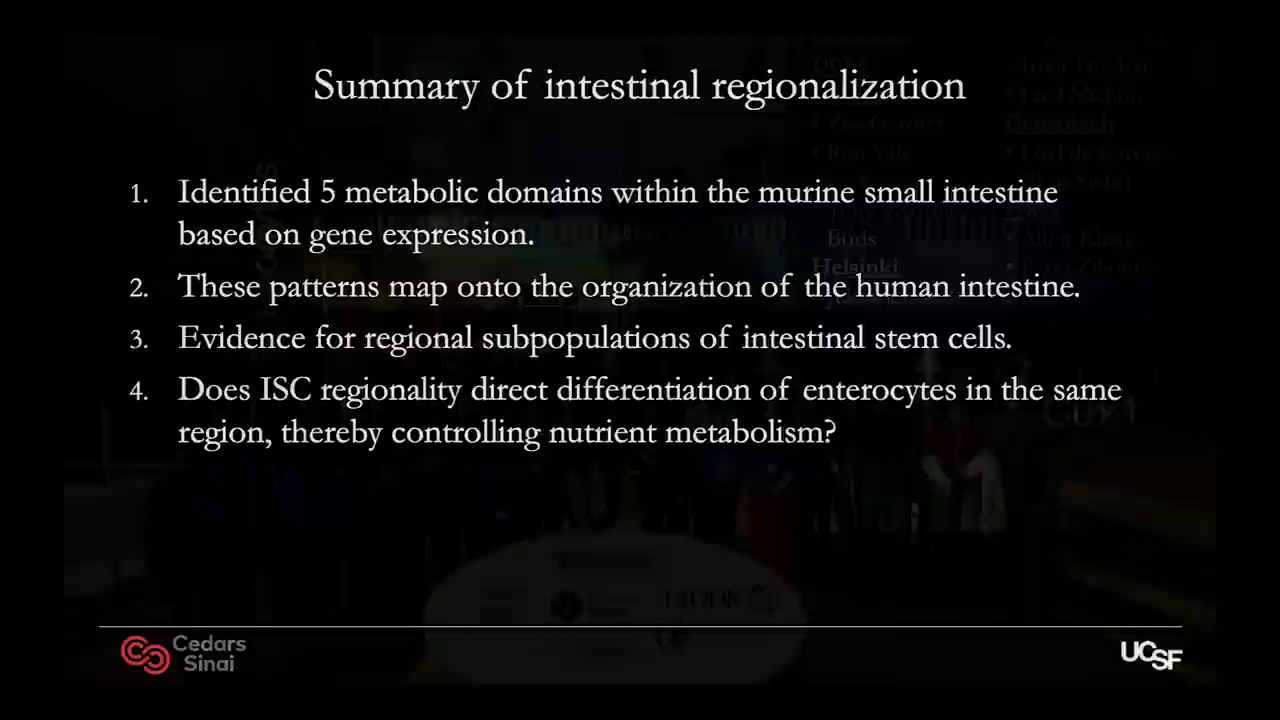 Summary of intestinal regionalization
1. Identified 5 metabolic domains within the murine small intestine
based on gene expression.
2. These patterns map onto the organization of the human intestine.
3. Evidence for regional subpopulations of intestinal stem cells.
4. Does ISC regionality direct differentiation of enterocytes in the same
region, thereby controlling nutrient metabolism?
Boris
Helsinki
Cedars
Sinai
UCSF